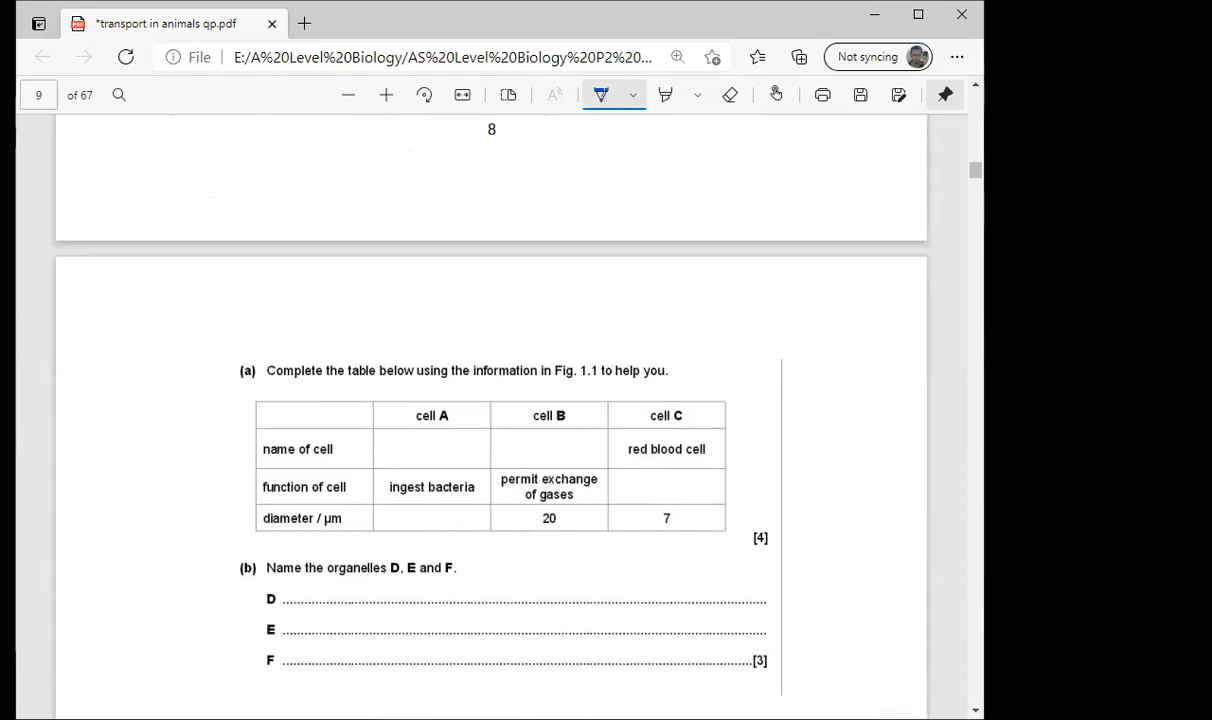 *transport in animals qp.pdf
File E:/A%20Level%20Biology/AS%20Level%20Biology%20P2%20... Not syncing
9 of 67
8
(a) Complete the table below using the information in Fig. 1.1 to help you.
cell A cell B cell C
name of cell red blood cell
function of cell ingest bacteria permit exchange of gases
diameter / µm 20 7
[4]
(b) Name the organelles D, E and F.
D ........................................................................
E ........................................................................
F ........................................................................[3]